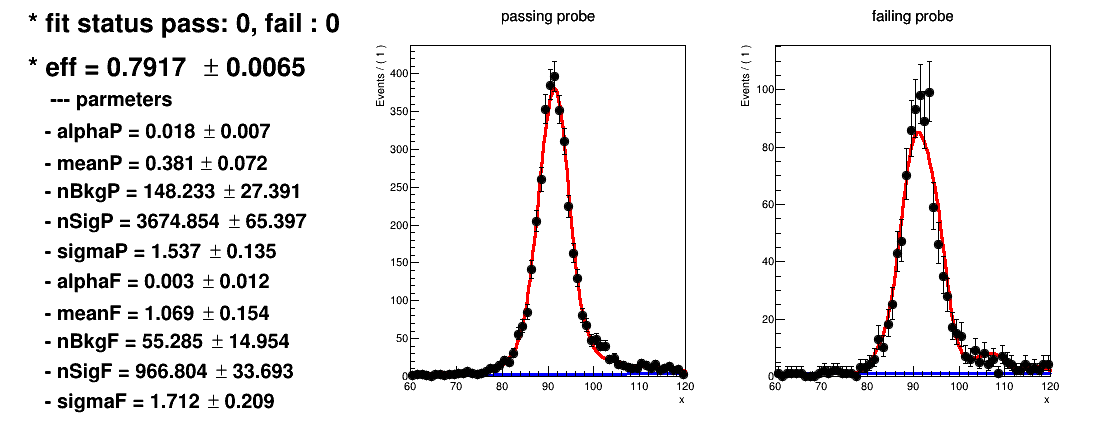 * fit status pass: 0, fail : 0
* eff = 0.7917 ± 0.0065
--- parmeters
- alphaP = 0.018 ± 0.007
- meanP = 0.381 ± 0.072
- nBkgP = 148.233 ± 27.391
- nSigP = 3674.854 ± 65.397
- sigmaP = 1.537 ± 0.135
- alphaF = 0.003 ± 0.012
- meanF = 1.069 ± 0.154
- nBkgF = 55.285 ± 14.954
- nSigF = 966.804 ± 33.693
- sigmaF = 1.712 ± 0.209
passing probe
Events / ( 1 )
400
350
300
250
200
150
100
50
0
60 70 80 90 100 110 120
x
failing probe
Events / ( 1 )
100
80
60
40
20
0
60 70 80 90 100 110 120
x